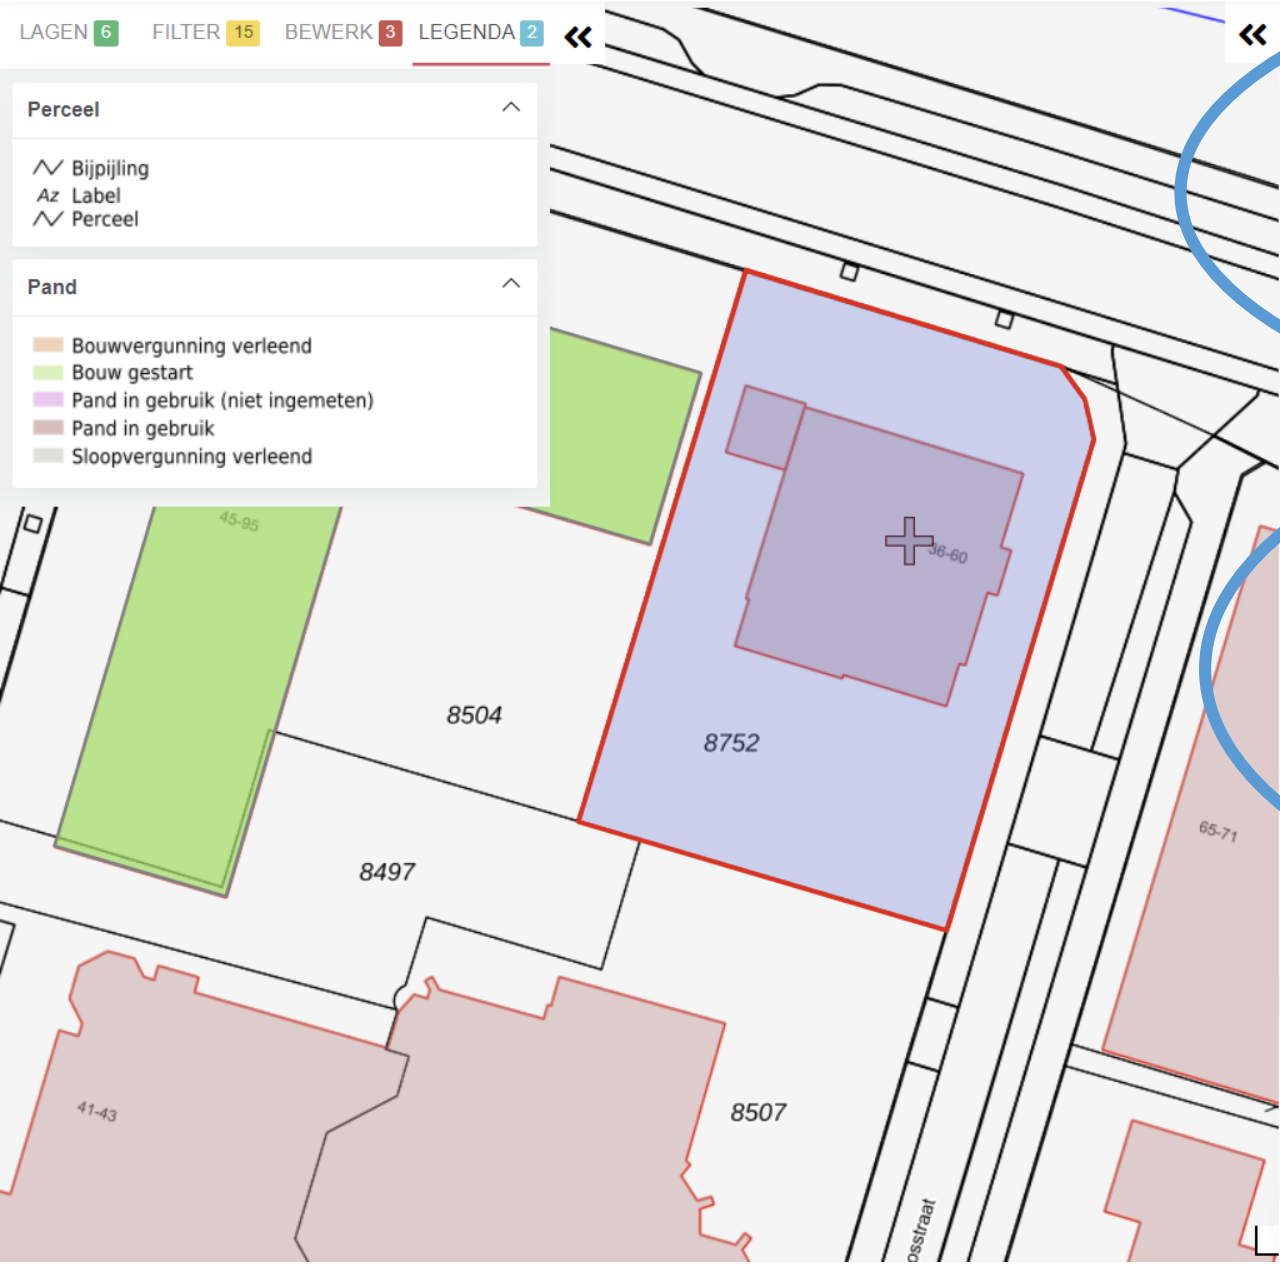 LAGEN 6 FILTER 15 BEWERK 3 LEGENDA 2
Perceel
Bijpijling
Az Label
Perceel
Pand
Bouwvergunning verleend
Bouw gestart
Pand in gebruik (niet ingemeten)
Pand in gebruik
Sloopvergunning verleend
45-95
36-60
8504
8752
65-71
8497
41-43
8507
osstraat